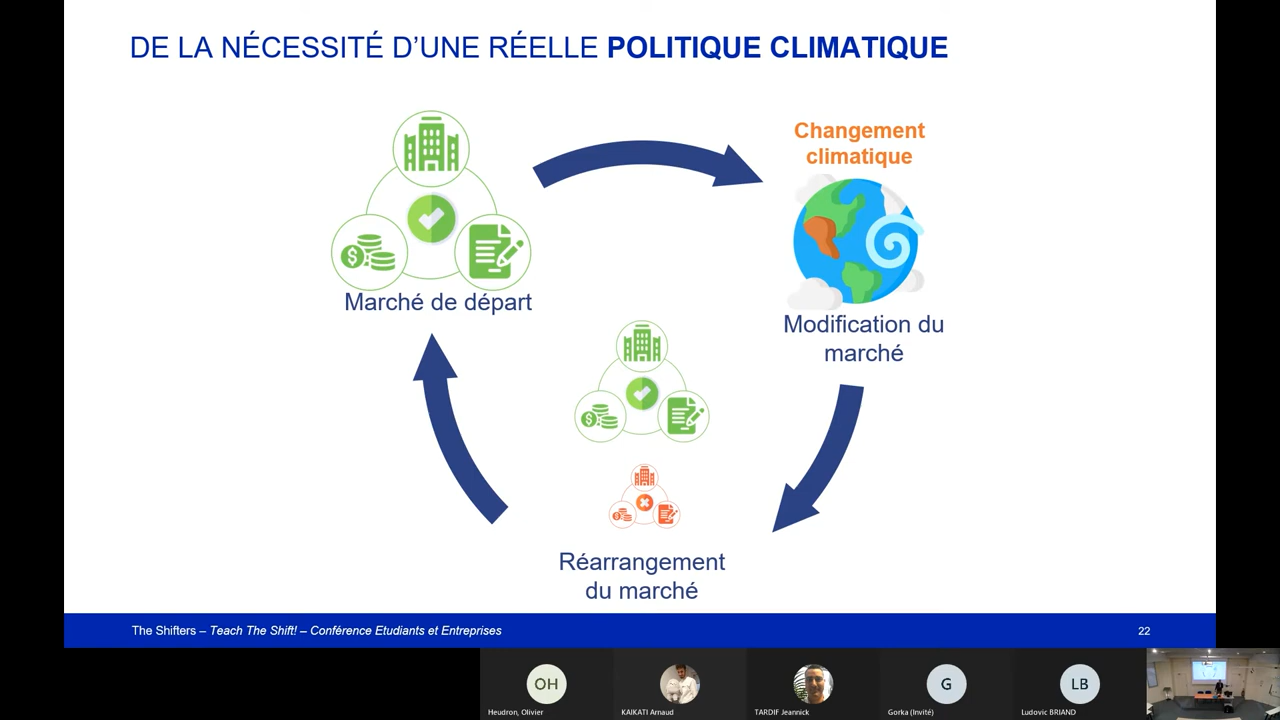 DE LA NÉCESSITÉ D'UNE RÉELLE POLITIQUE CLIMATIQUE
Changement
climatique
Marché de départ
Modification du
marché
Réarrangement
du marché
The Shifters – Teach The Shift! – Conférence Etudiants et Entreprises
22
OH
G
LB
Heudron, Olivier
KAIKATI Arnaud
TARDIF Jeannick
Gorka (Invité)
Ludovic BRIAND